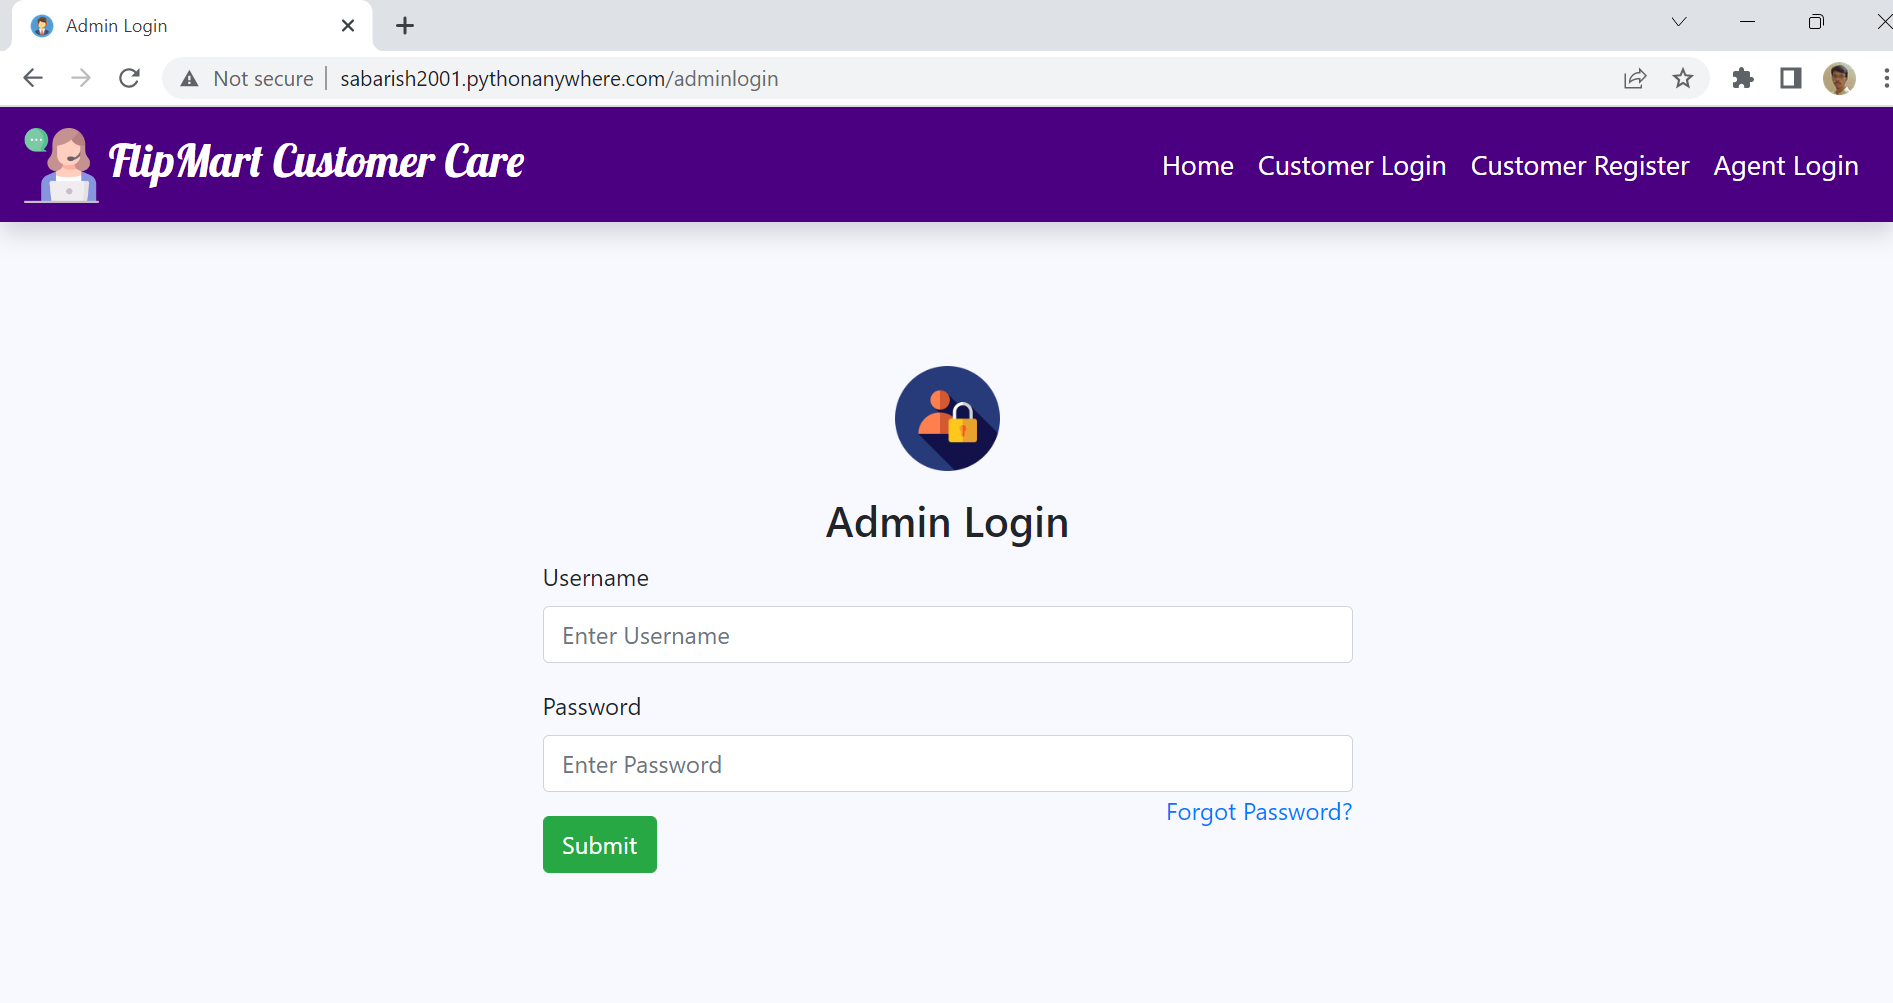 Admin Login
Not secure | sabarish2001.pythonanywhere.com/adminlogin
FlipMart Customer Care
Home Customer Login Customer Register Agent Login
Admin Login
Username
Enter Username
Password
Enter Password
Forgot Password?
Submit